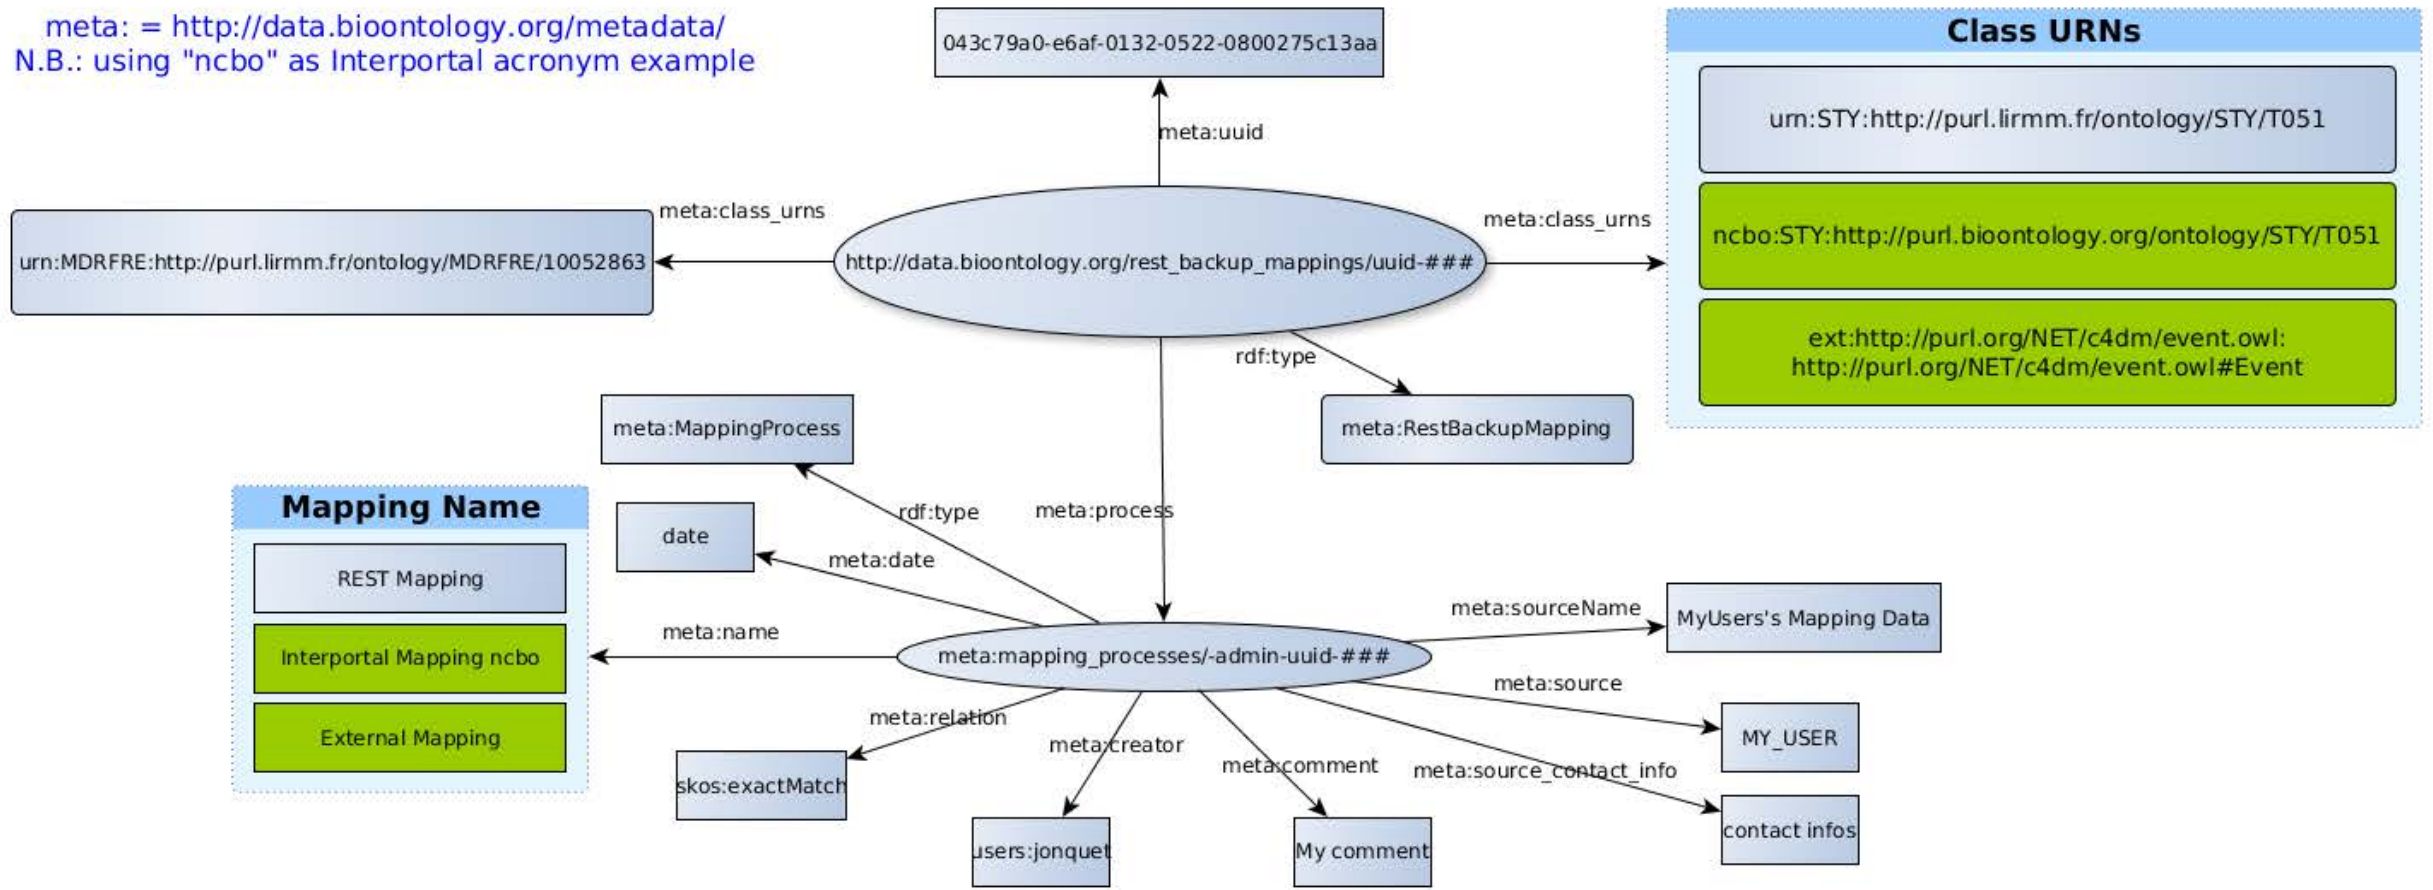 meta: = http://data.bioontology.org/metadata/
N.B.: using "ncbo" as Interportal acronym example
043c79a0-e6af-0132-0522-0800275c13aa
Class URNs
urn:STY:http://purl.lirmm.fr/ontology/STY/T051
meta:uuid
meta:class_urns
meta:class_urns
ncbo:STY:http://purl.bioontology.org/ontology/STY/T051
urn:MDRFRE:http://purl.lirmm.fr/ontology/MDRFRE/10052863
http://data.bioontology.org/rest_backup_mappings/uuid-###
ext:http://purl.org/NET/c4dm/event.owl:
http://purl.org/NET/c4dm/event.owl#Event
rdf:type
meta:MappingProcess
meta:RestBackupMapping
Mapping Name
rdf:type
meta:process
date
meta:date
REST Mapping
meta:sourceName
MyUsers's Mapping Data
meta:name
Interportal Mapping ncbo
meta:mapping_processes/-admin-uuid-###
meta:source
meta:relation
External Mapping
MY_USER
meta:creator
meta:comment
meta:source_contact_info
skos:exactMatch
contact infos
users:jonquet
My comment